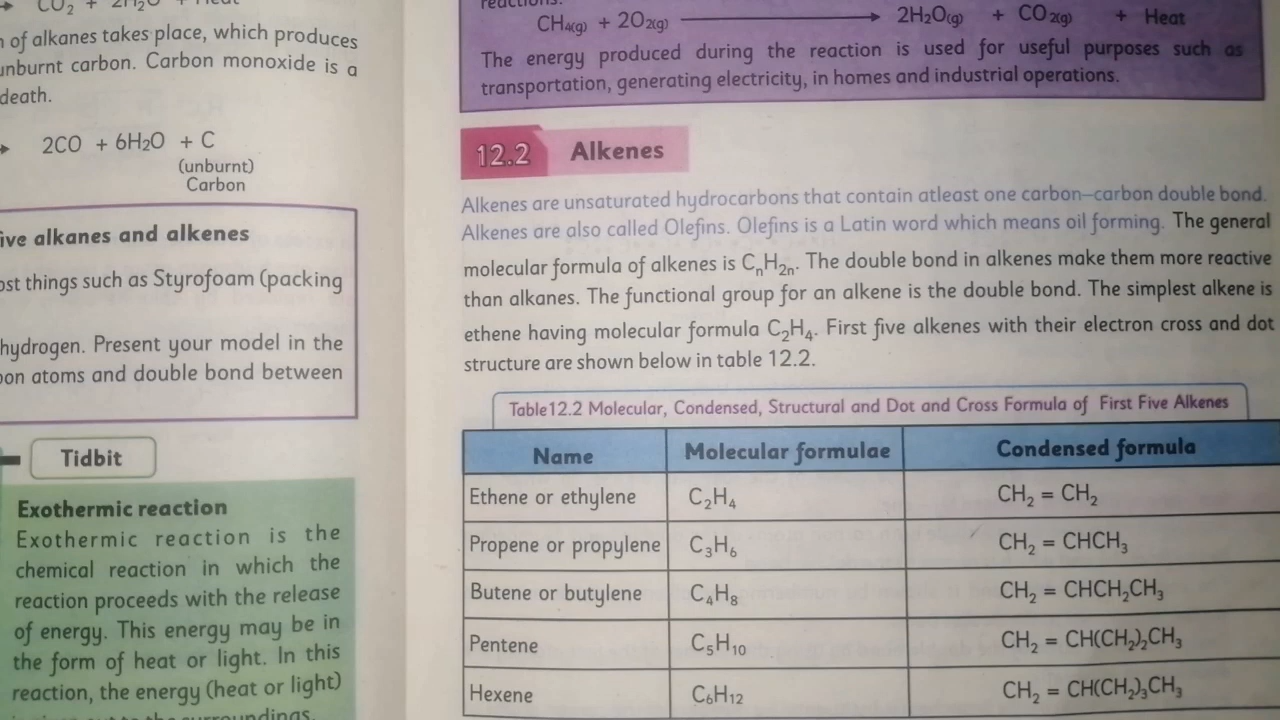 CO₂ + 2H₂O + Heat
of alkanes takes place, which produces
unburnt carbon. Carbon monoxide is a
death.
2CO + 6H₂O + C
(unburnt)
Carbon
ive alkanes and alkenes
ost things such as Styrofoam (packing
hydrogen. Present your model in the
bon atoms and double bond between
Tidbit
Exothermic reaction
Exothermic reaction is the
chemical reaction in which the
reaction proceeds with the release
of energy. This energy may be in
the form of heat or light. In this
reaction, the energy (heat or light)
surroundings.
reactions:
CH₄(g) + 2O₂(g) → 2H₂O(g) + CO₂(g) + Heat
The energy produced during the reaction is used for useful purposes such as
transportation, generating electricity, in homes and industrial operations.
12.2 Alkenes
Alkenes are unsaturated hydrocarbons that contain atleast one carbon–carbon double bond.
Alkenes are also called Olefins. Olefins is a Latin word which means oil forming. The general
molecular formula of alkenes is CₙH₂ₙ. The double bond in alkenes make them more reactive
than alkanes. The functional group for an alkene is the double bond. The simplest alkene is
ethene having molecular formula C₂H₄. First five alkenes with their electron cross and dot
structure are shown below in table 12.2.
Table12.2 Molecular, Condensed, Structural and Dot and Cross Formula of First Five Alkenes
Name Molecular formulae Condensed formula
Ethene or ethylene C₂H₄ CH₂ = CH₂
Propene or propylene C₃H₆ CH₂ = CHCH₃
Butene or butylene C₄H₈ CH₂ = CHCH₂CH₃
Pentene C₅H₁₀ CH₂ = CH(CH₂)₂CH₃
Hexene C₆H₁₂ CH₂ = CH(CH₂)₃CH₃